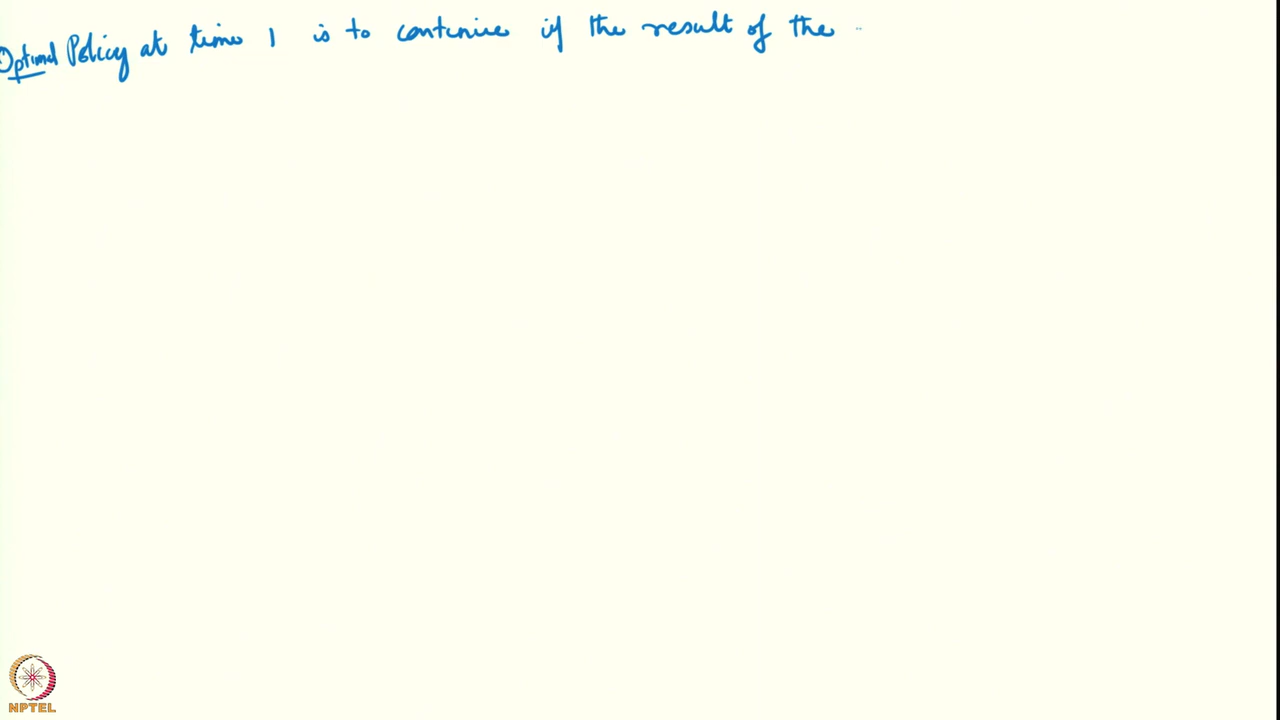 Optimal Policy at time 1 is to continue if the result of the
NPTEL